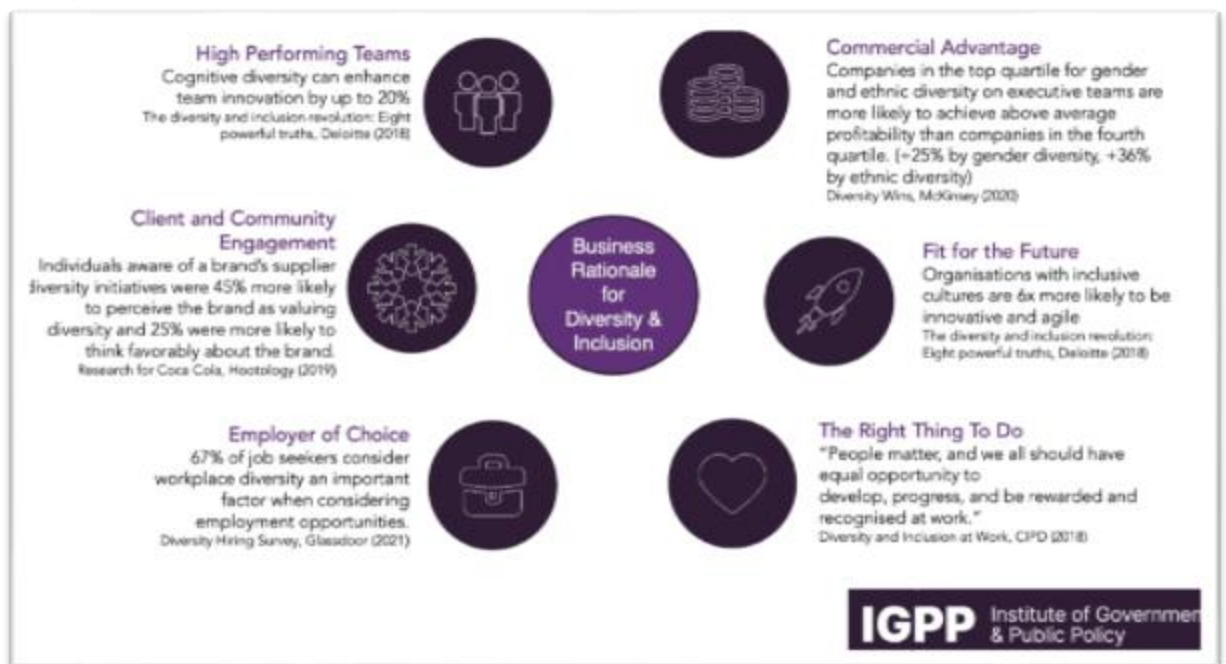 High Performing Teams
Cognitive diversity can enhance
team innovation by up to 20%
The diversity and inclusion revolution: Eight
powerful truths, Deloitte (2018)
Commercial Advantage
Companies in the top quartile for gender
and ethnic diversity on executive teams are
more likely to achieve above average
profitability than companies in the fourth
quartile. (+25% by gender diversity, +36%
by ethnic diversity)
Diversity Wins, McKinsey (2020)
Client and Community
Engagement
Individuals aware of a brand's supplier
diversity initiatives were 45% more likely
to perceive the brand as valuing
diversity and 25% were more likely to
think favorably about the brand.
Research for Coca Cola, Hootology (2019)
Business
Rationale
for
Diversity &
Inclusion
Fit for the Future
Organisations with inclusive
cultures are 6x more likely to be
innovative and agile
The diversity and inclusion revolution:
Eight powerful truths, Deloitte (2018)
Employer of Choice
67% of job seekers consider
workplace diversity an important
factor when considering
employment opportunities.
Diversity Hiring Survey, Glassdoor (2021)
The Right Thing To Do
"People matter, and we all should have
equal opportunity to
develop, progress, and be rewarded and
recognised at work."
Diversity and Inclusion at Work, CIPD (2018)
IGPP
Institute of Governmen
& Public Policy